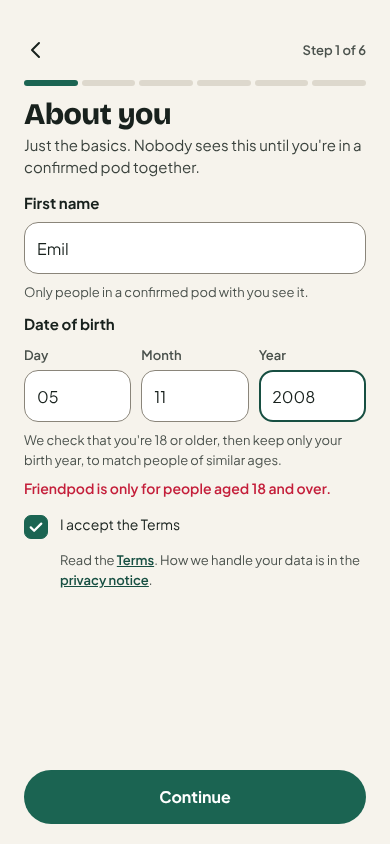 Step 1 of 6
About you
Just the basics. Nobody sees this until you're in a
confirmed pod together.
First name
Emil
Only people in a confirmed pod with you see it.
Date of birth
Day Month Year
05 11 2008
We check that you're 18 or older, then keep only your
birth year, to match people of similar ages.
Friendpod is only for people aged 18 and over.
I accept the Terms
Read the Terms. How we handle your data is in the
privacy notice.
Continue